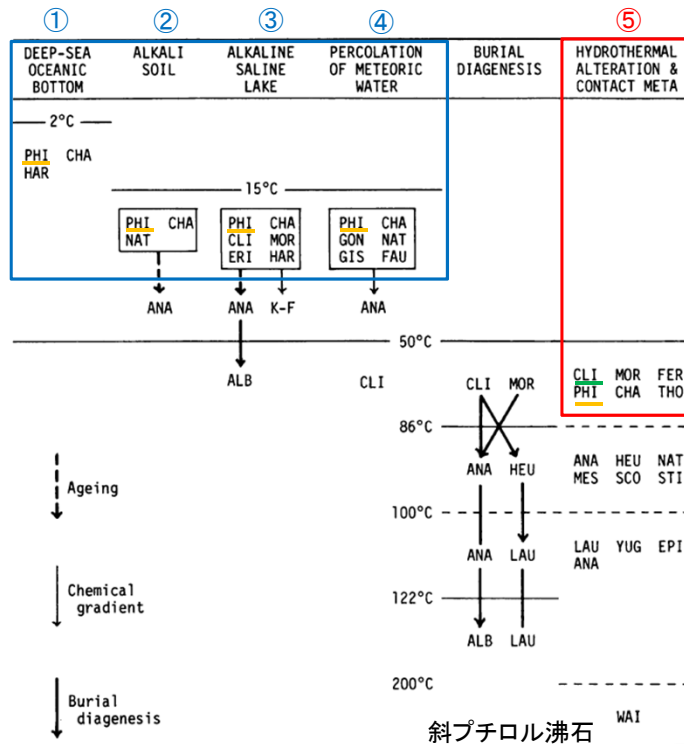 ① ② ③ ④ ⑤
DEEP-SEA OCEANIC BOTTOM
ALKALI SOIL
ALKALINE SALINE LAKE
PERCOLATION OF METEORIC WATER
BURIAL DIAGENESIS
HYDROTHERMAL ALTERATION & CONTACT META
2°C
PHI CHA
HAR
15°C
PHI CHA
NAT
PHI CHA
CLI MOR
ERI HAR
PHI CHA
GON NAT
GIS FAU
ANA
ANA K-F
ANA
50°C
ALB
CLI
CLI MOR
CLI MOR FER
PHI CHA THO
86°C
ANA HEU
ANA HEU NAT
MES SCO STI
Ageing
100°C
ANA LAU
LAU YUG EPI
ANA
Chemical
gradient
122°C
ALB LAU
200°C
Burial
diagenesis
WAI
斜プチロル沸石